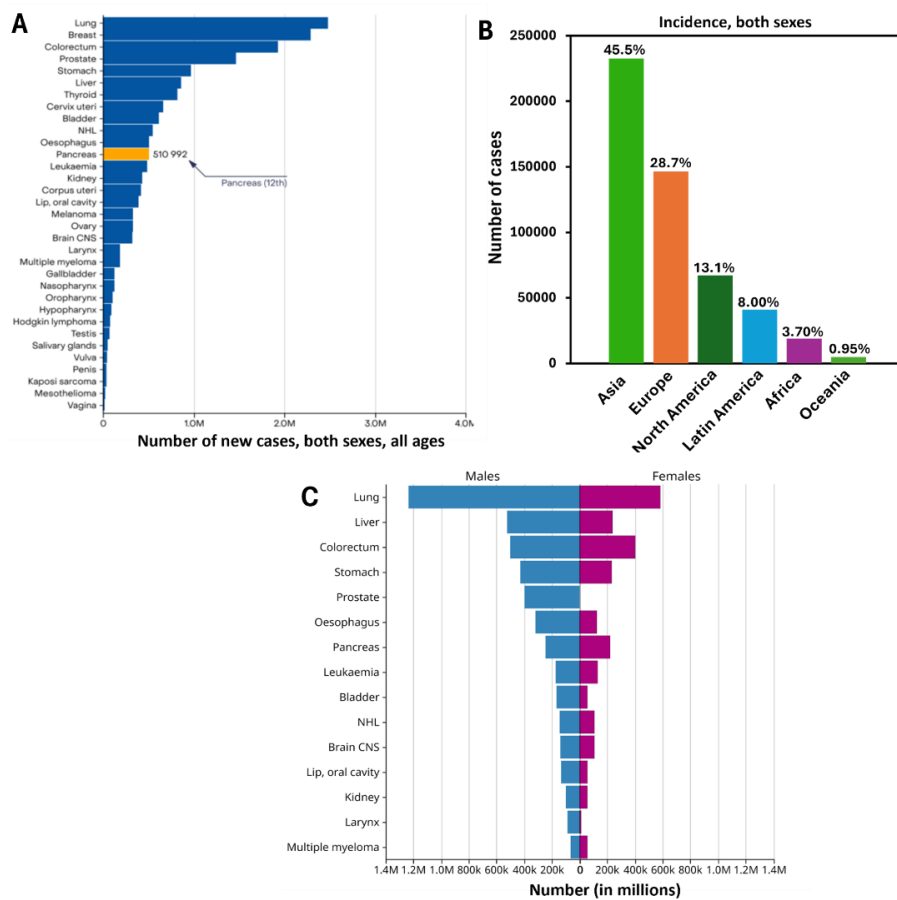 A
Lung
Breast
Colorectum
Prostate
Stomach
Liver
Thyroid
Cervix uteri
Bladder
NHL
Oesophagus
Pancreas
510 992
Leukaemia
Pancreas (12th)
Kidney
Corpus uteri
Lip, oral cavity
Melanoma
Ovary
Brain CNS
Larynx
Multiple myeloma
Gallbladder
Nasopharynx
Oropharynx
Hypopharynx
Hodgkin lymphoma
Testis
Salivary glands
Vulva
Penis
Kaposi sarcoma
Mesothelioma
Vagina
0 1.0M 2.0M 3.0M 4.0M
Number of new cases, both sexes, all ages
B
Incidence, both sexes
Number of cases
250000
200000
150000
100000
50000
0
45.5%
28.7%
13.1%
8.00%
3.70%
0.95%
Asia
Europe
North America
Latin America
Africa
Oceania
C
Males Females
Lung
Liver
Colorectum
Stomach
Prostate
Oesophagus
Pancreas
Leukaemia
Bladder
NHL
Brain CNS
Lip, oral cavity
Kidney
Larynx
Multiple myeloma
1.4M 1.2M 1.0M 800k 600k 400k 200k 0 200k 400k 600k 800k 1.0M 1.2M 1.4M
Number (in millions)